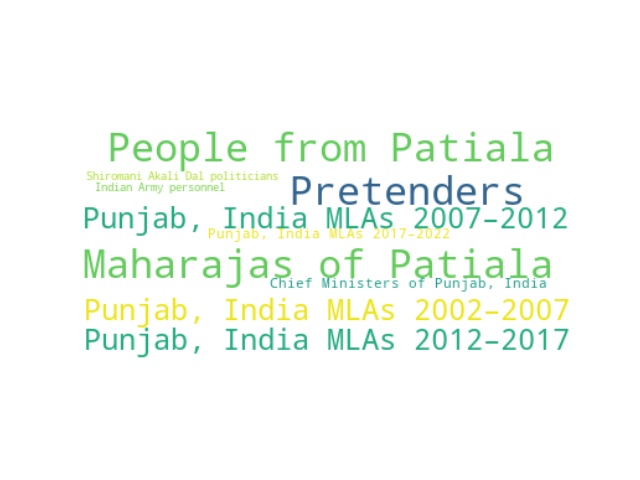 People from Patiala
Shiromani Akali Dal politicians
Indian Army personnel
Pretenders
Punjab, India MLAs 2007–2012
Punjab, India MLAs 2017–2022
Maharajas of Patiala
Chief Ministers of Punjab, India
Punjab, India MLAs 2002–2007
Punjab, India MLAs 2012–2017